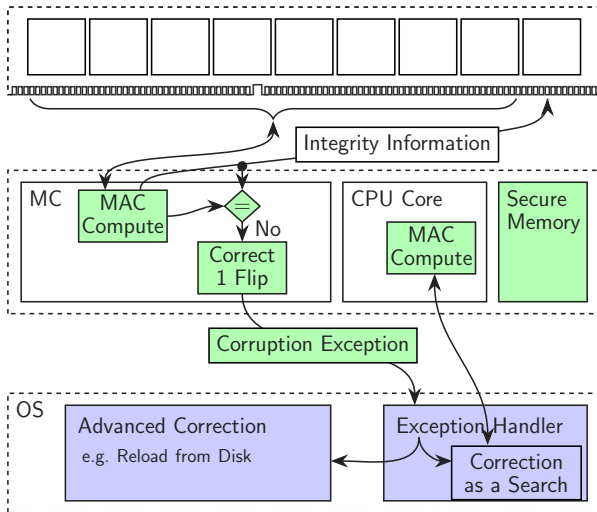 Integrity Information
MC
MAC
Compute
=
No
Correct
1 Flip
CPU Core
MAC
Compute
Secure
Memory
Corruption Exception
OS
Advanced Correction
e.g. Reload from Disk
Exception Handler
Correction
as a Search